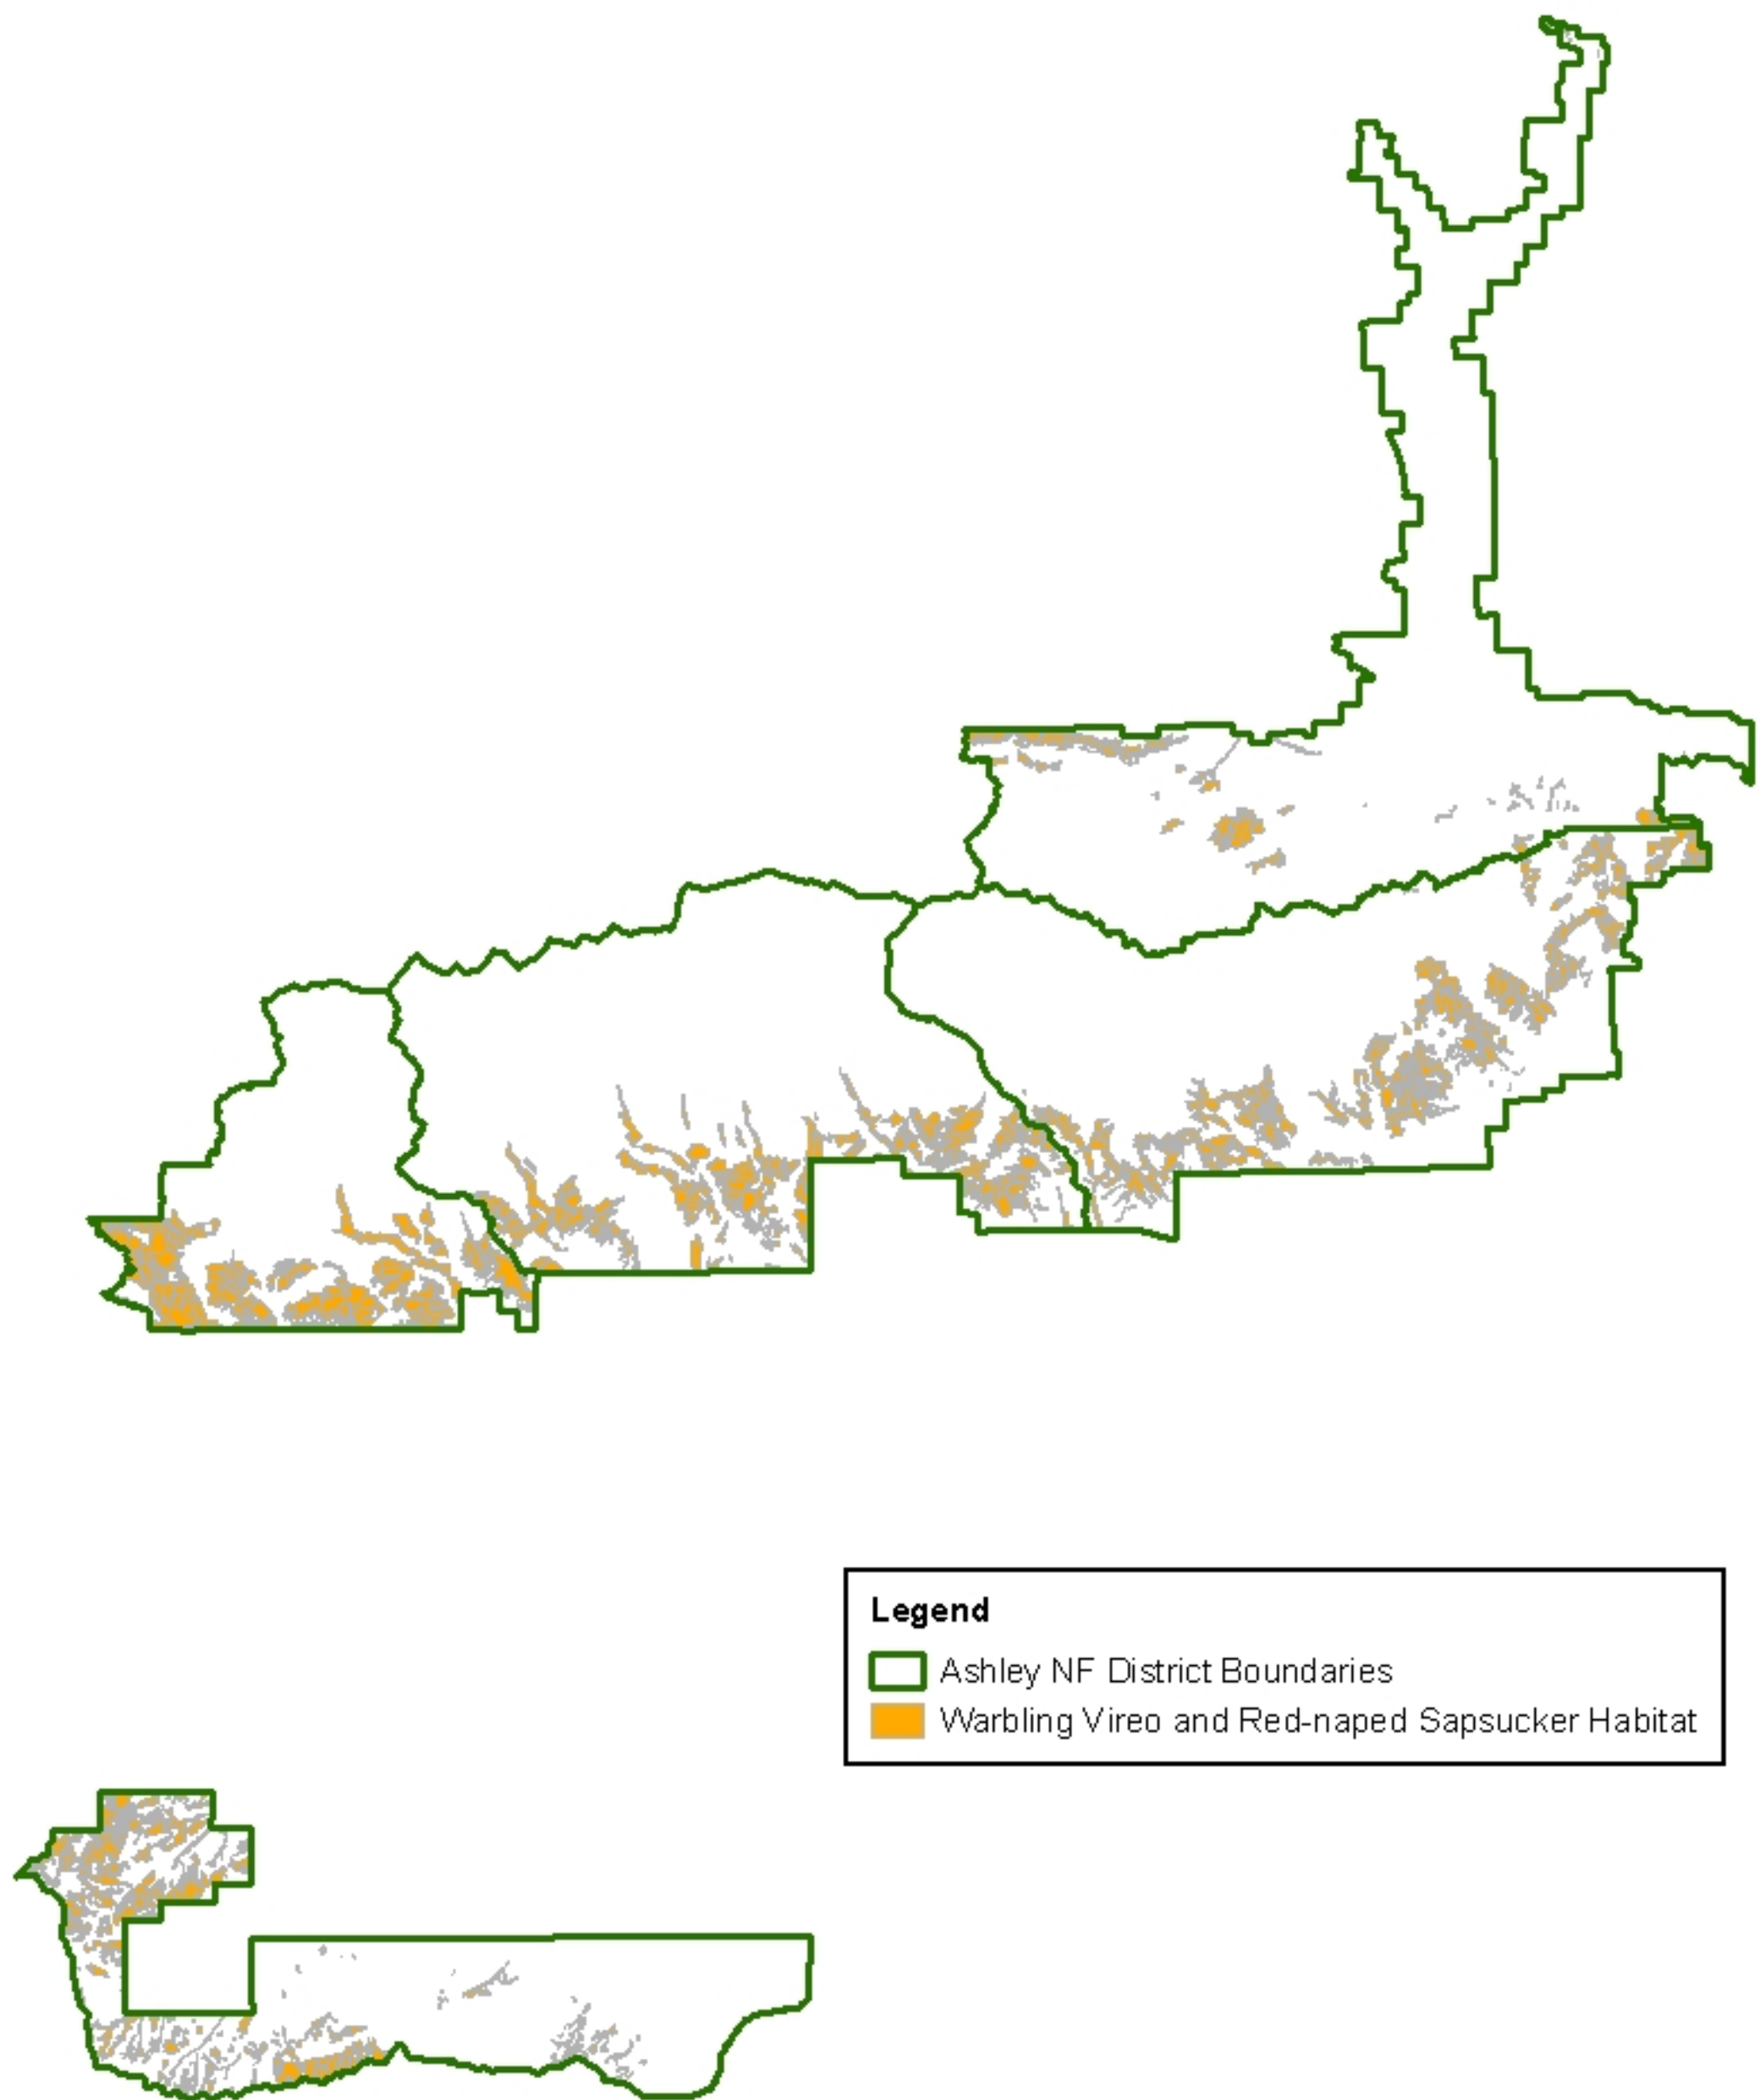 Legend
Ashley NF District Boundaries
Warbling Vireo and Red-naped Sapsucker Habitat